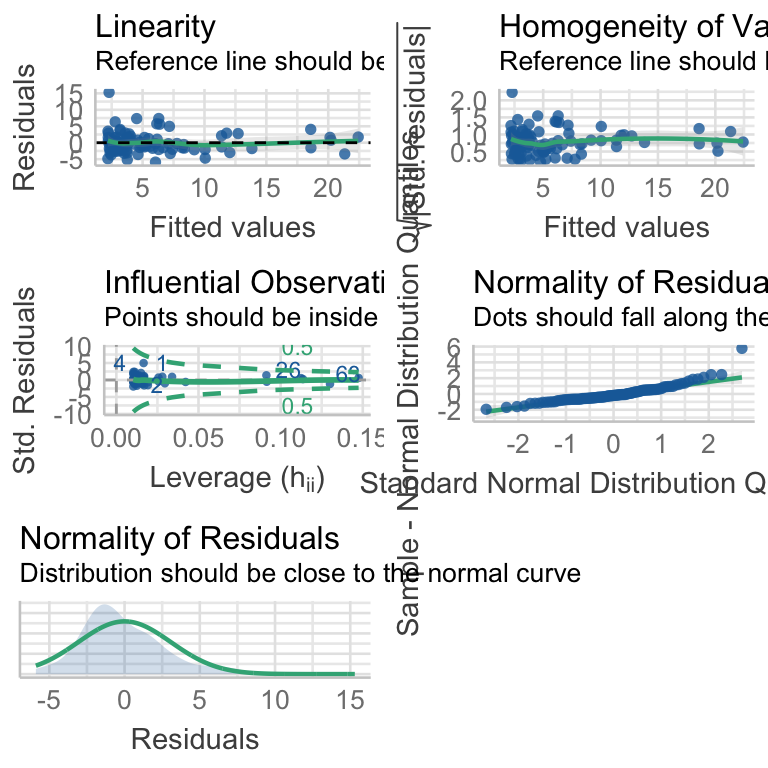 Linearity
Reference line should be
Residuals
15
10
5
0
-5
5
10
15
20
Fitted values
Homogeneity of Va
Reference line should
√|Std. residuals|
2.0
1.5
1.0
0.5
5
10
15
20
Fitted values
Influential Observati
Points should be inside
Std. Residuals
10
5
0
-5
-10
0.5
4
1
2
26
63
0.5
0.00
0.05
0.10
0.15
Leverage (hii)
Normality of Residua
Dots should fall along the
Sample - Normal Distribution Quantiles
6
4
2
0
-2
-2
-1
0
1
2
Standard Normal Distribution Q
Normality of Residuals
Distribution should be close to the normal curve
-5
0
5
10
15
Residuals